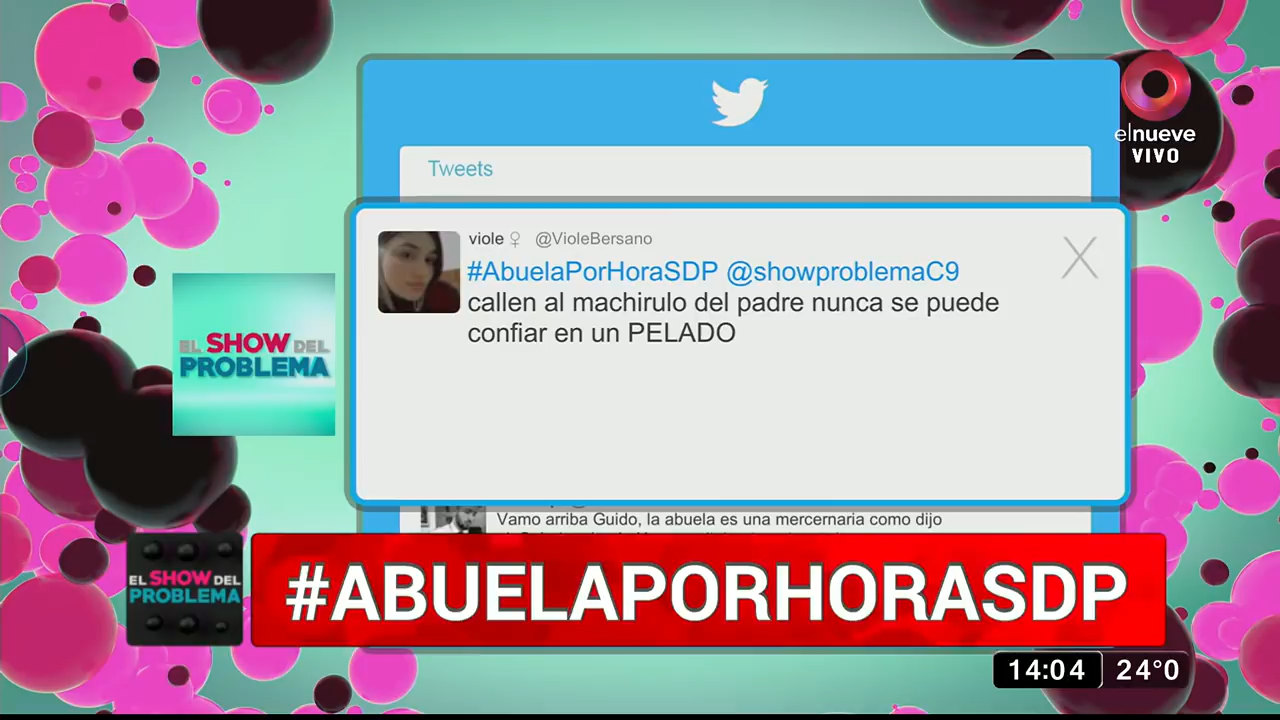 elnueve
VIVO
Tweets
viole♀ @VioleBersano
#AbuelaPorHoraSDP @showproblemaC9
callen al machirulo del padre nunca se puede
confiar en un PELADO
EL SHOW DEL
PROBLEMA
Vamo arriba Guido, la abuela es una mercernaria como dijo
EL SHOW DEL
PROBLEMA
#ABUELAPORHORASDP
14:04 24°0